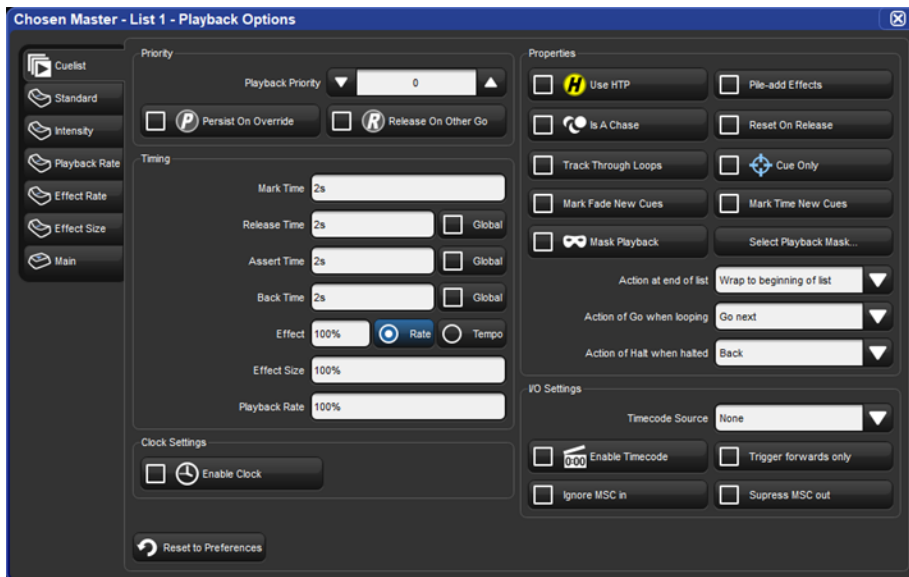 Chosen Master - List 1 - Playback Options
Cuelist
Standard
Intensity
Playback Rate
Effect Rate
Effect Size
Main
Priority
Playback Priority 0
P Persist On Override R Release On Other Go
Timing
Mark Time 2s
Release Time 2s Global
Assert Time 2s Global
Back Time 2s Global
Effect 100% Rate Tempo
Effect Size 100%
Playback Rate 100%
Clock Settings
Enable Clock
Reset to Preferences
Properties
H Use HTP Pile-add Effects
Is A Chase Reset On Release
Track Through Loops Cue Only
Mark Fade New Cues Mark Time New Cues
Mask Playback Select Playback Mask...
Action at end of list Wrap to beginning of list
Action of Go when looping Go next
Action of Halt when halted Back
I/O Settings
Timecode Source None
0:00 Enable Timecode Trigger forwards only
Ignore MSC in Supress MSC out